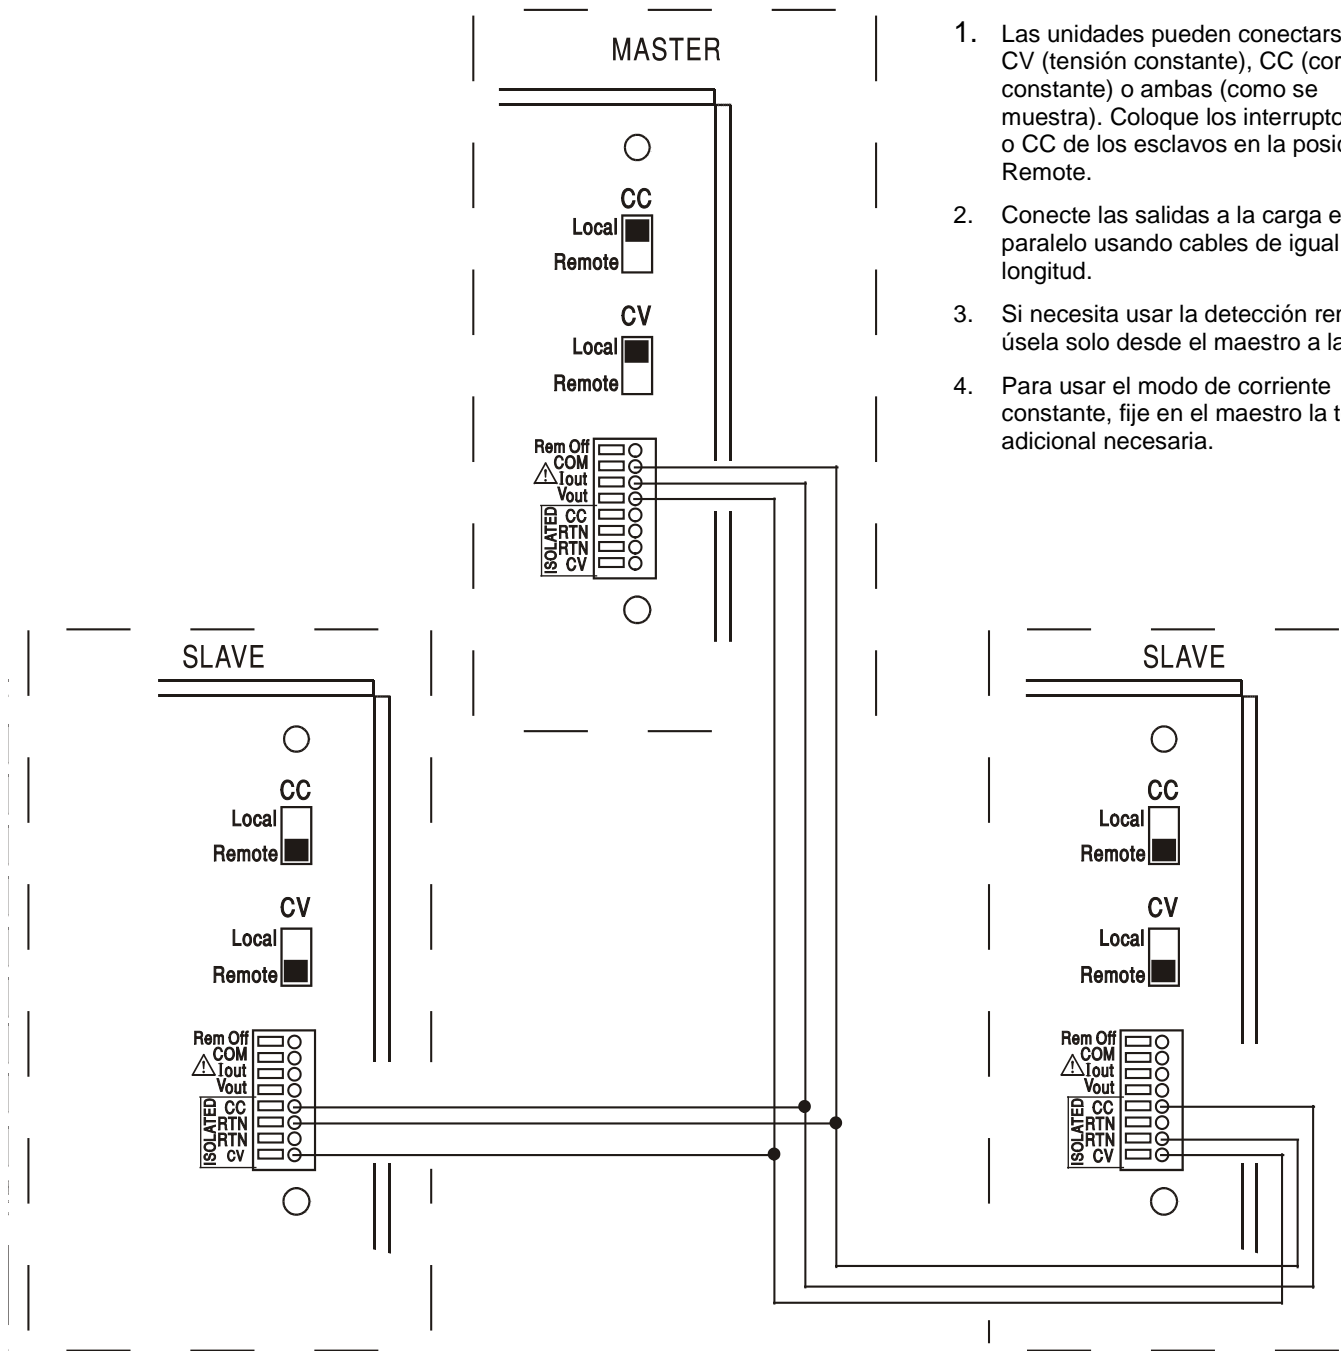 MASTER
CC
Local
Remote
CV
Local
Remote
Rem Off
COM
Iout
Vout
ISOLATED
CC
RTN
RTN
CV
1. Las unidades pueden conectars
CV (tensión constante), CC (cor
constante) o ambas (como se
muestra). Coloque los interrupto
o CC de los esclavos en la posic
Remote.
2. Conecte las salidas a la carga e
paralelo usando cables de igual
longitud.
3. Si necesita usar la detección rer
úsela solo desde el maestro a la
4. Para usar el modo de corriente
constante, fije en el maestro la t
adicional necesaria.
SLAVE
CC
Local
Remote
CV
Local
Remote
Rem Off
COM
Iout
Vout
ISOLATED
CC
RTN
RTN
CV
SLAVE
CC
Local
Remote
CV
Local
Remote
Rem Off
COM
Iout
Vout
ISOLATED
CC
RTN
RTN
CV